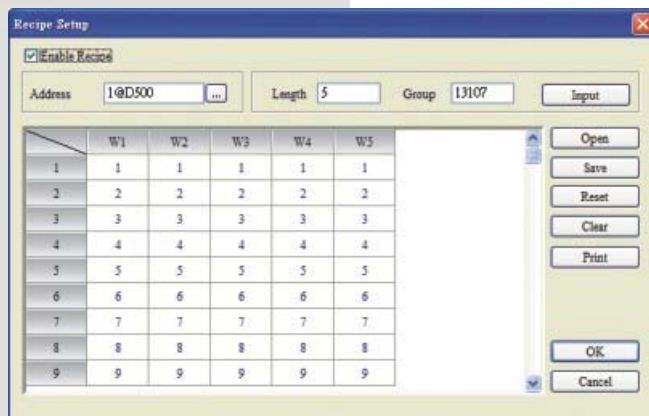 Recipe Setup
Enable Recipe
Address 1@D500 ... Length 5 Group 13107 Input
W1 W2 W3 W4 W5 Open
1 1 1 1 1 1 Save
2 2 2 2 2 2 Reset
3 3 3 3 3 3 Clear
4 4 4 4 4 4 Print
5 5 5 5 5 5
6 6 6 6 6 6
7 7 7 7 7 7
8 8 8 8 8 8 OK
9 9 9 9 9 9 Cancel